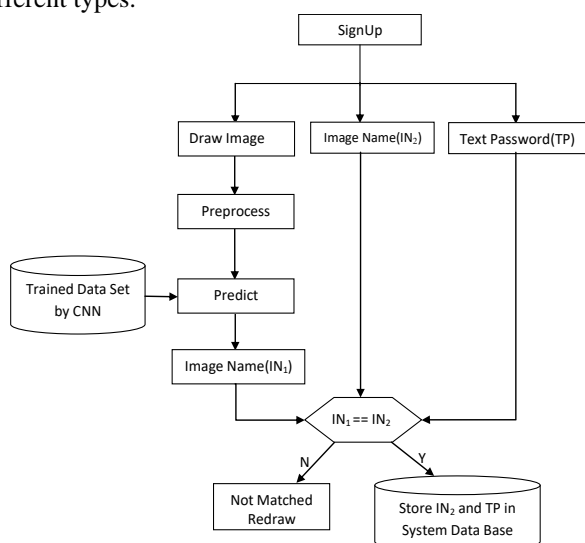 fferent types.
SignUp
Draw Image
Image Name(IN₂)
Text Password(TP)
Preprocess
Trained Data Set
by CNN
Predict
Image Name(IN₁)
IN₁ == IN₂
N
Y
Not Matched
Redraw
Store IN₂ and TP in
System Data Base